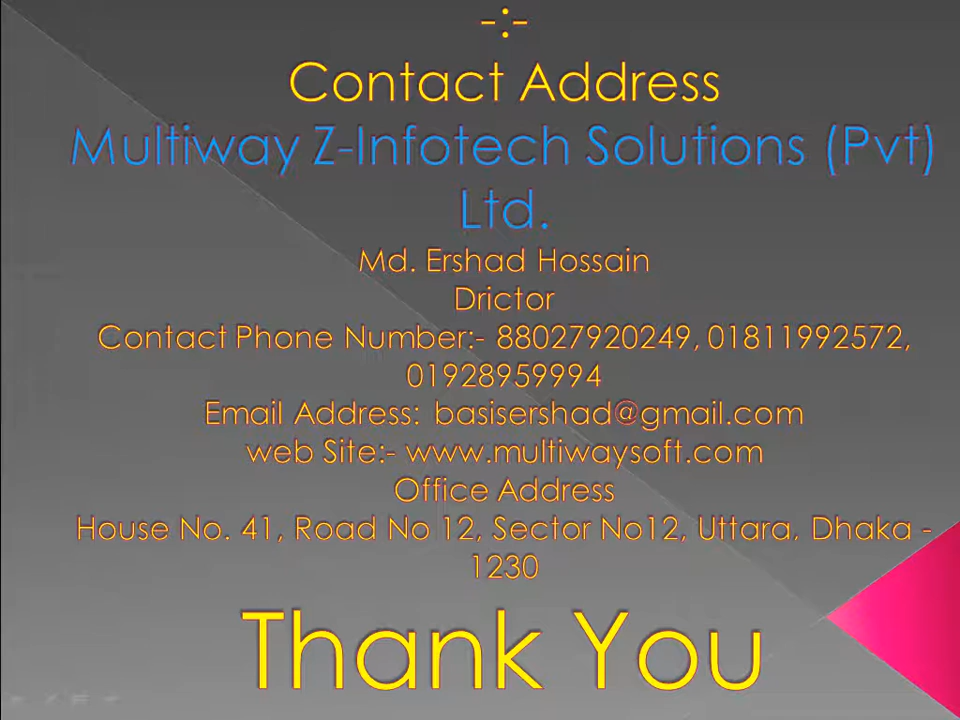 -:-
Contact Address
Multiway Z-Infotech Solutions (Pvt)
Ltd.
Md. Ershad Hossain
Drictor
Contact Phone Number:- 88027920249, 01811992572,
01928959994
Email Address: basisershad@gmail.com
web Site:- www.multiwaysoft.com
Office Address
House No. 41, Road No 12, Sector No12, Uttara, Dhaka -
1230
Thank You